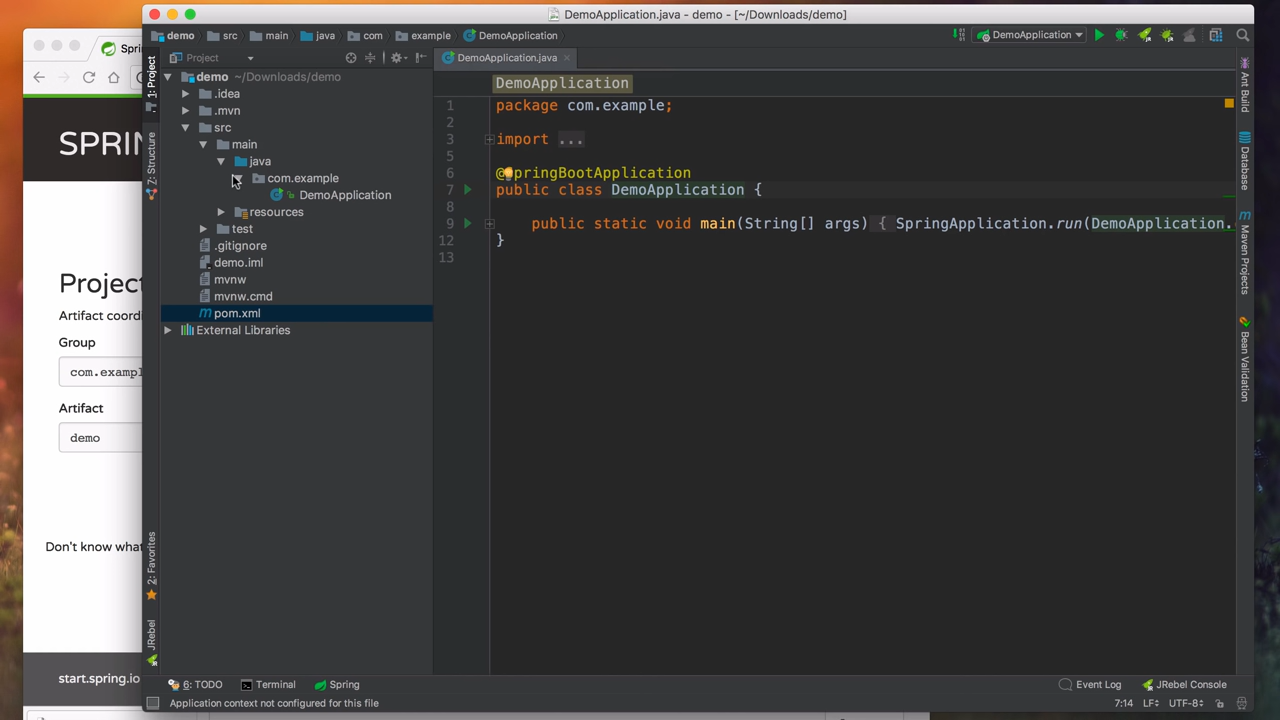 DemoApplication.java - demo - [~/Downloads/demo]
demo src main java com example DemoApplication
DemoApplication
1: Project
Project
DemoApplication.java
demo ~/Downloads/demo
.idea
.mvn
src
main
java
com.example
DemoApplication
resources
test
.gitignore
demo.iml
mvnw
mvnw.cmd
pom.xml
External Libraries
DemoApplication
1 package com.example;
2
3 import ...
5
6 @SpringBootApplication
7 public class DemoApplication {
8
9 public static void main(String[] args) { SpringApplication.run(DemoApplication.
12 }
13
Z: Structure
2: Favorites
JRebel
Ant Build
Database
Maven Projects
Bean Validation
SPRIN
Project
Artifact coordi
Group
com.exampl
Artifact
demo
Don't know what
start.spring.io
6: TODO
Terminal
Spring
Event Log
JRebel Console
Application context not configured for this file
7:14 LF÷ UTF-8÷